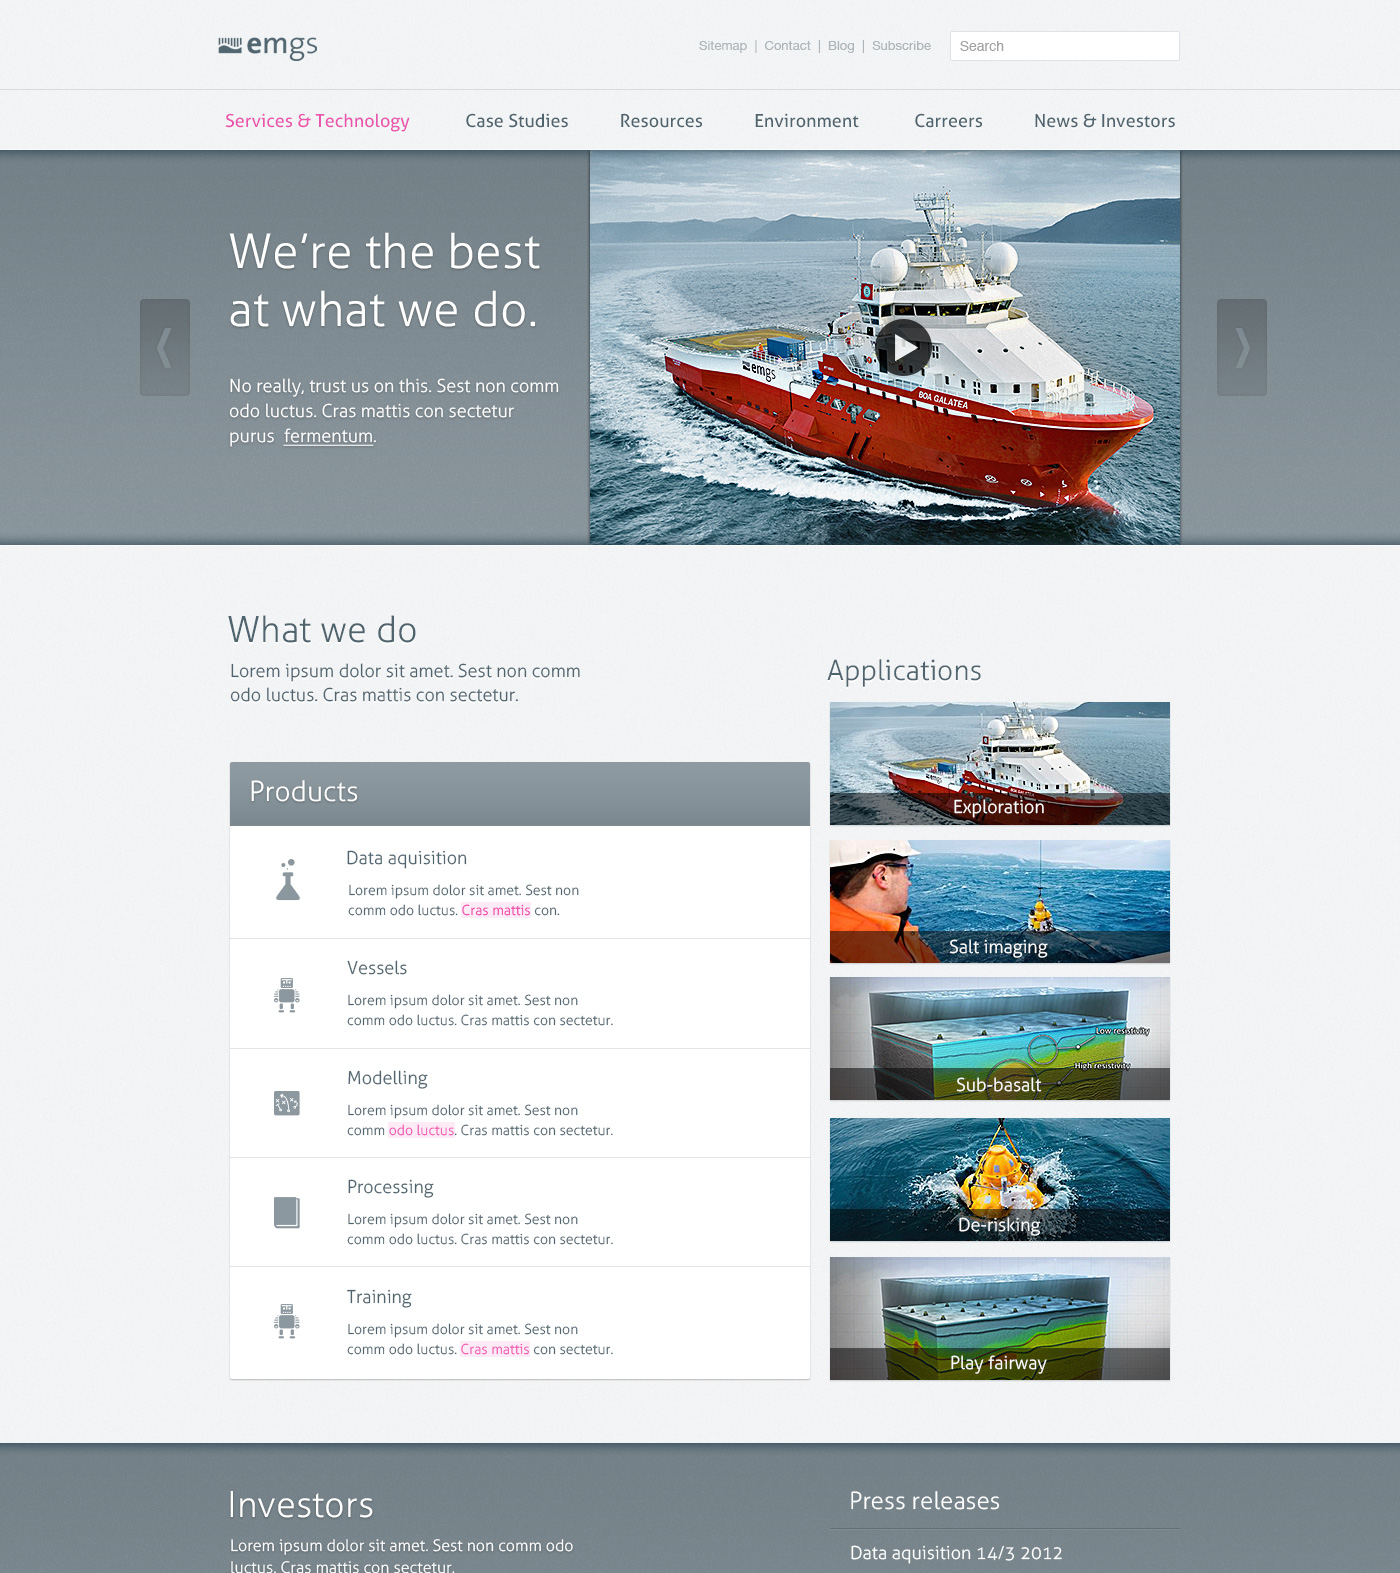 emgs
Sitemap | Contact | Blog | Subscribe
Search
Services & Technology
Case Studies
Resources
Environment
Carreers
News & Investors
We're the best
at what we do.
No really, trust us on this. Sest non comm
odo luctus. Cras mattis con sectetur
purus fermentum.
emgs
BOA GALATEA
What we do
Lorem ipsum dolor sit amet. Sest non comm
odo luctus. Cras mattis con sectetur.
Products
Data aquisition
Lorem ipsum dolor sit amet. Sest non
comm odo luctus. Cras mattis con.
Vessels
Lorem ipsum dolor sit amet. Sest non
comm odo luctus. Cras mattis con sectetur.
Modelling
Lorem ipsum dolor sit amet. Sest non
comm odo luctus. Cras mattis con sectetur.
Processing
Lorem ipsum dolor sit amet. Sest non
comm odo luctus. Cras mattis con sectetur.
Training
Lorem ipsum dolor sit amet. Sest non
comm odo luctus. Cras mattis con sectetur.
Applications
emgs
BOA GALATEA
Exploration
Salt imaging
Low resistivity
High resistivity
Sub-basalt
De-risking
Play fairway
Investors
Lorem ipsum dolor sit amet. Sest non comm odo
luctus. Cras mattis con sectetur.
Press releases
Data aquisition 14/3 2012